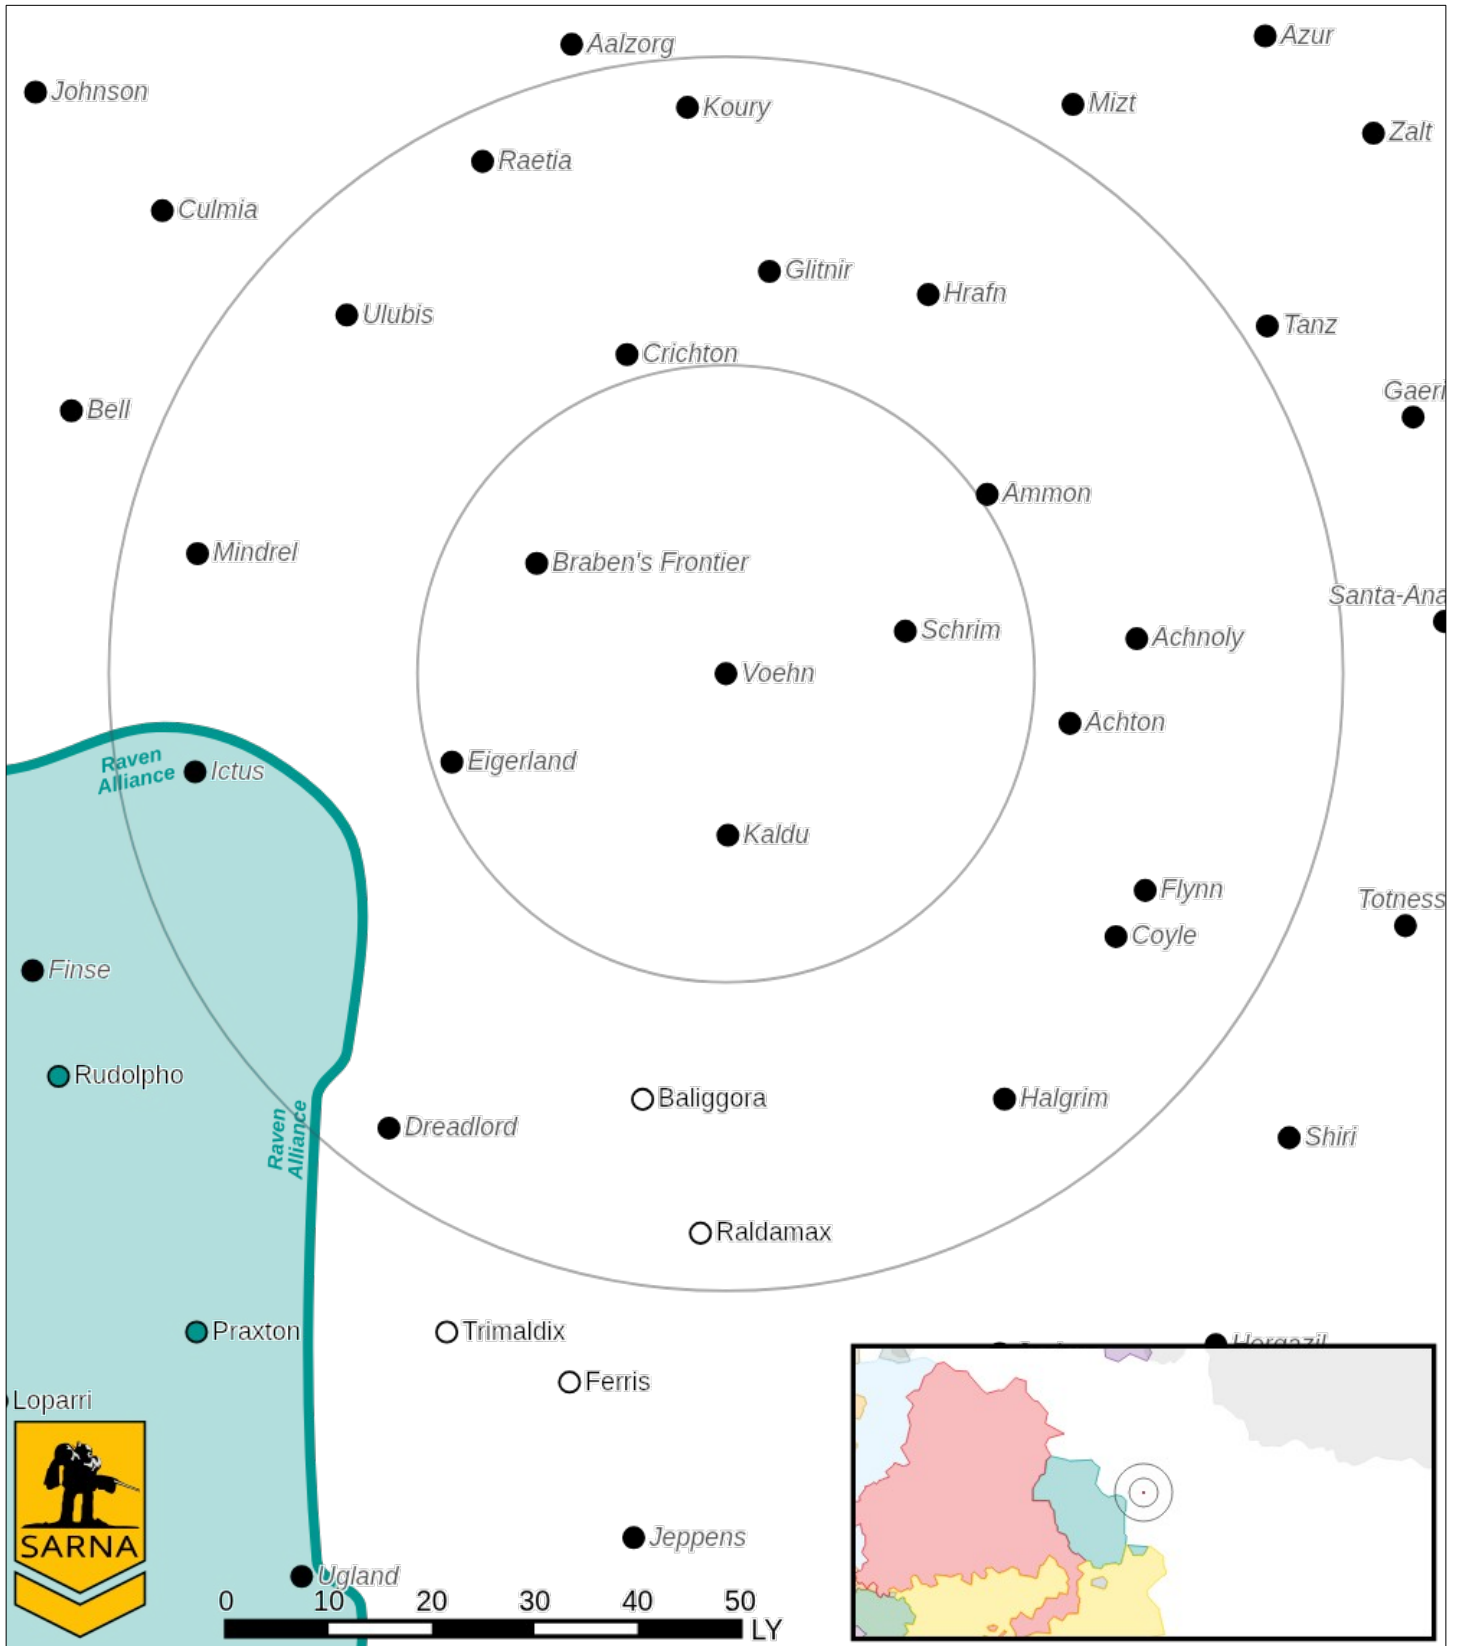 Aalzorg
Azur
Johnson
Koury
Mizt
Zalt
Raetia
Culmia
Glitnir
Hrafn
Ulubis
Tanz
Crichton
Gaeri
Bell
Ammon
Mindrel
Braben's Frontier
Santa-Ana
Schrim
Achnoly
Voehn
Achton
Raven
Alliance
Ictus
Eigerland
Kaldu
Flynn
Totness
Coyle
Finse
Rudolpho
Baliggora
Halgrim
Raven
Alliance
Dreadlord
Shiri
Raldamax
Praxton
Trimaldix
Hergazil
Ferris
Loparri
SARNA
Jeppens
Ugland
0 10 20 30 40 50
LY